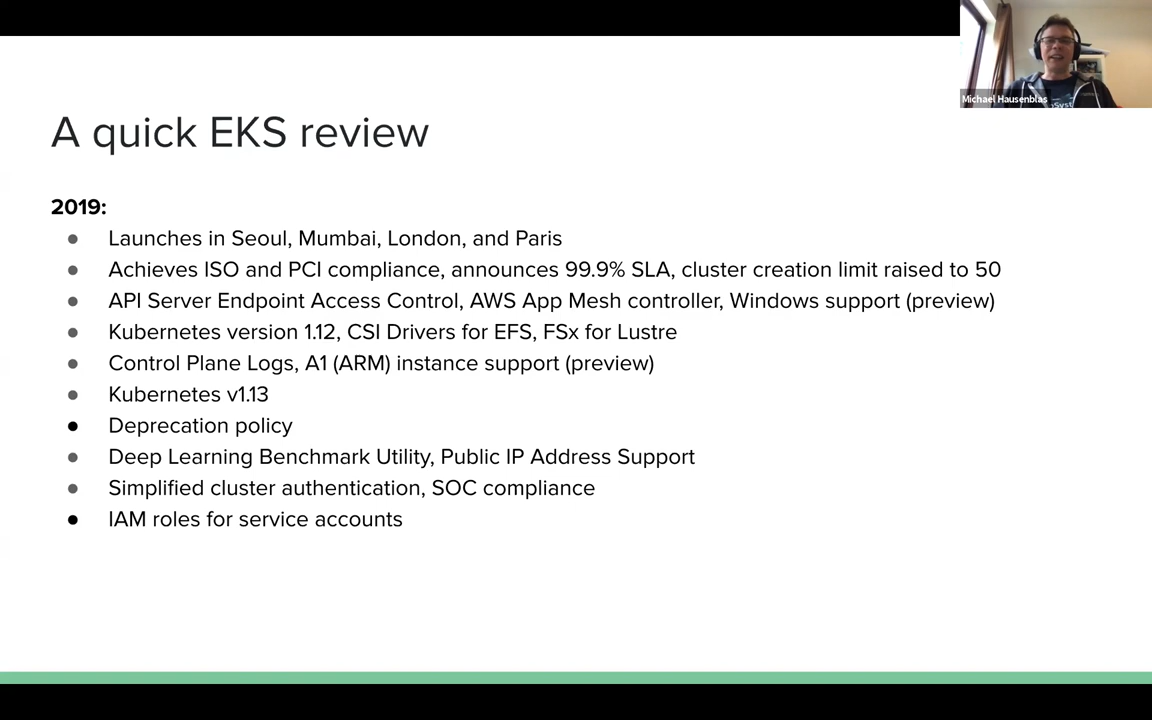 Michael Hausenblas
A quick EKS review
2019:
● Launches in Seoul, Mumbai, London, and Paris
● Achieves ISO and PCI compliance, announces 99.9% SLA, cluster creation limit raised to 50
● API Server Endpoint Access Control, AWS App Mesh controller, Windows support (preview)
● Kubernetes version 1.12, CSI Drivers for EFS, FSx for Lustre
● Control Plane Logs, A1 (ARM) instance support (preview)
● Kubernetes v1.13
● Deprecation policy
● Deep Learning Benchmark Utility, Public IP Address Support
● Simplified cluster authentication, SOC compliance
● IAM roles for service accounts